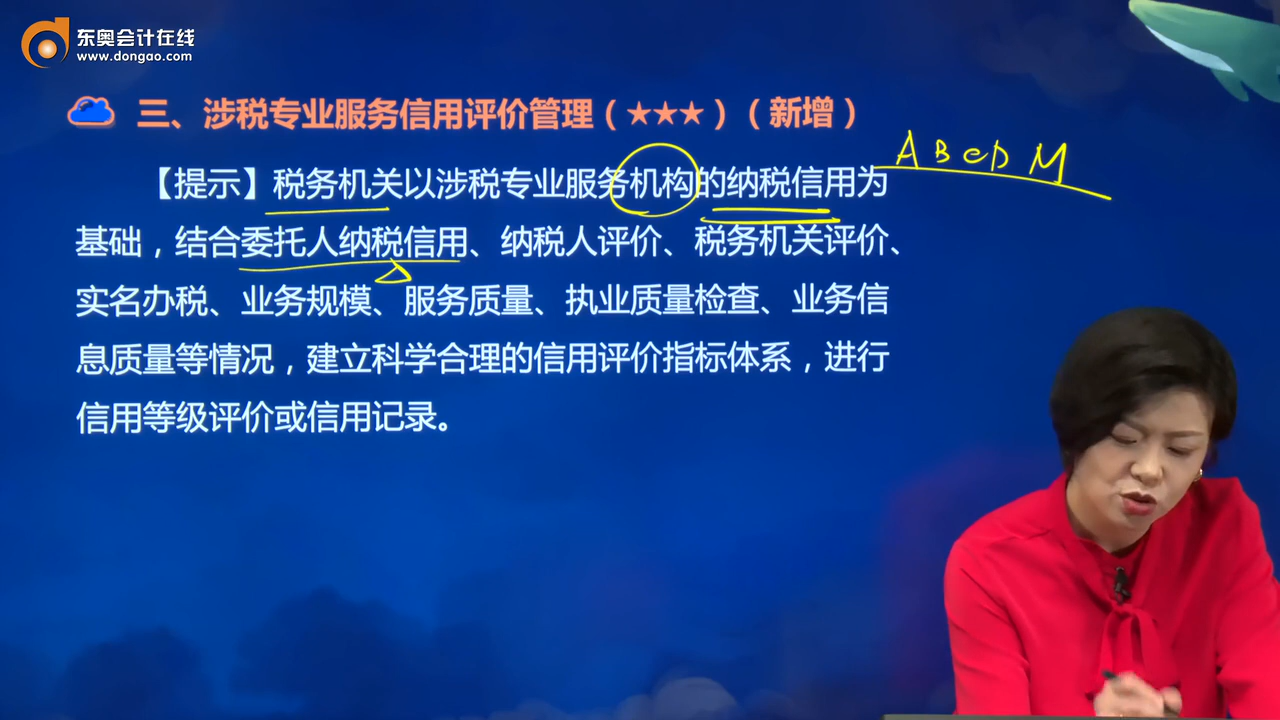 东奥会计在线
www.dongao.com
三、涉税专业服务信用评价管理（★★★）（新增）
A B C D M
【提示】税务机关以涉税专业服务机构的纳税信用为
基础，结合委托人纳税信用、纳税人评价、税务机关评价、
实名办税、业务规模、服务质量、执业质量检查、业务信
息质量等情况，建立科学合理的信用评价指标体系，进行
信用等级评价或信用记录。